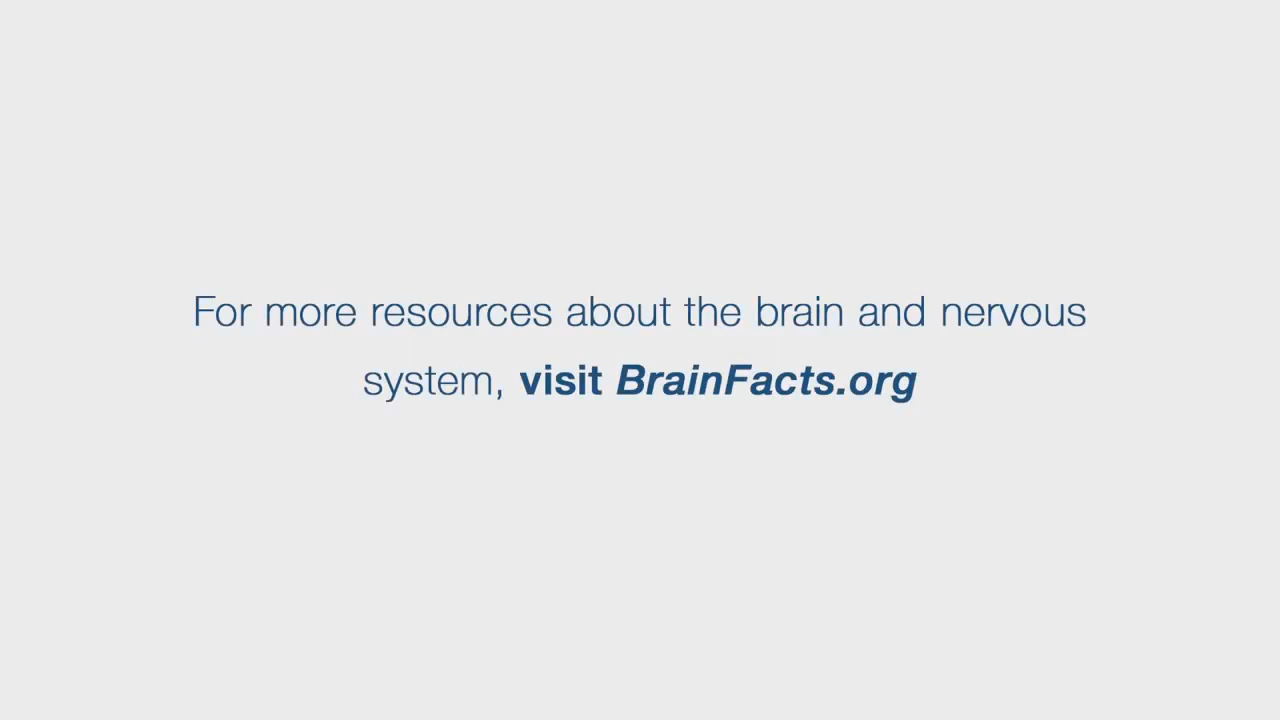 For more resources about the brain and nervous
system, visit BrainFacts.org